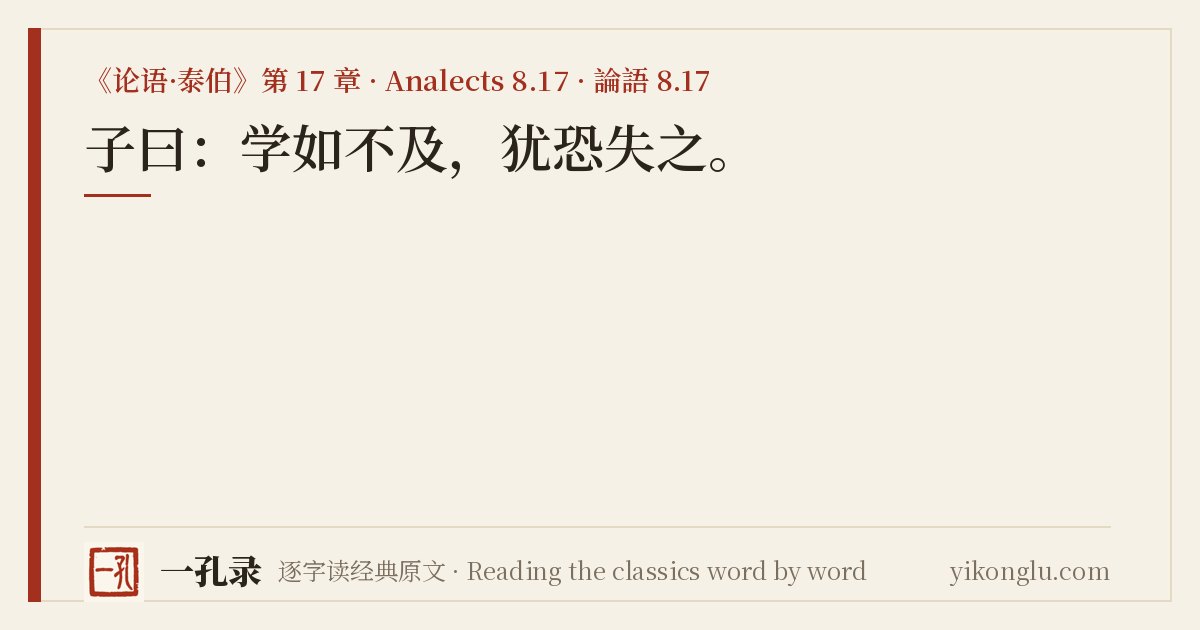 《论语·泰伯》第 17 章 · Analects 8.17 · 論語 8.17
子曰：学如不及，犹恐失之。
一孔
一孔录 逐字读经典原文 · Reading the classics word by word yikonglu.com